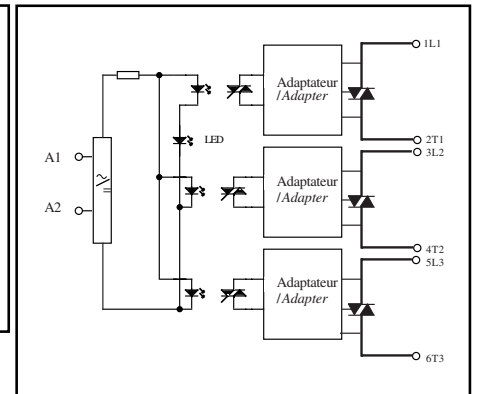 1L1
Adaptateur
/Adapter
LED
2T1
3L2
A1
Adaptateur
/Adapter
A2
4T2
5L3
Adaptateur
/Adapter
6T3